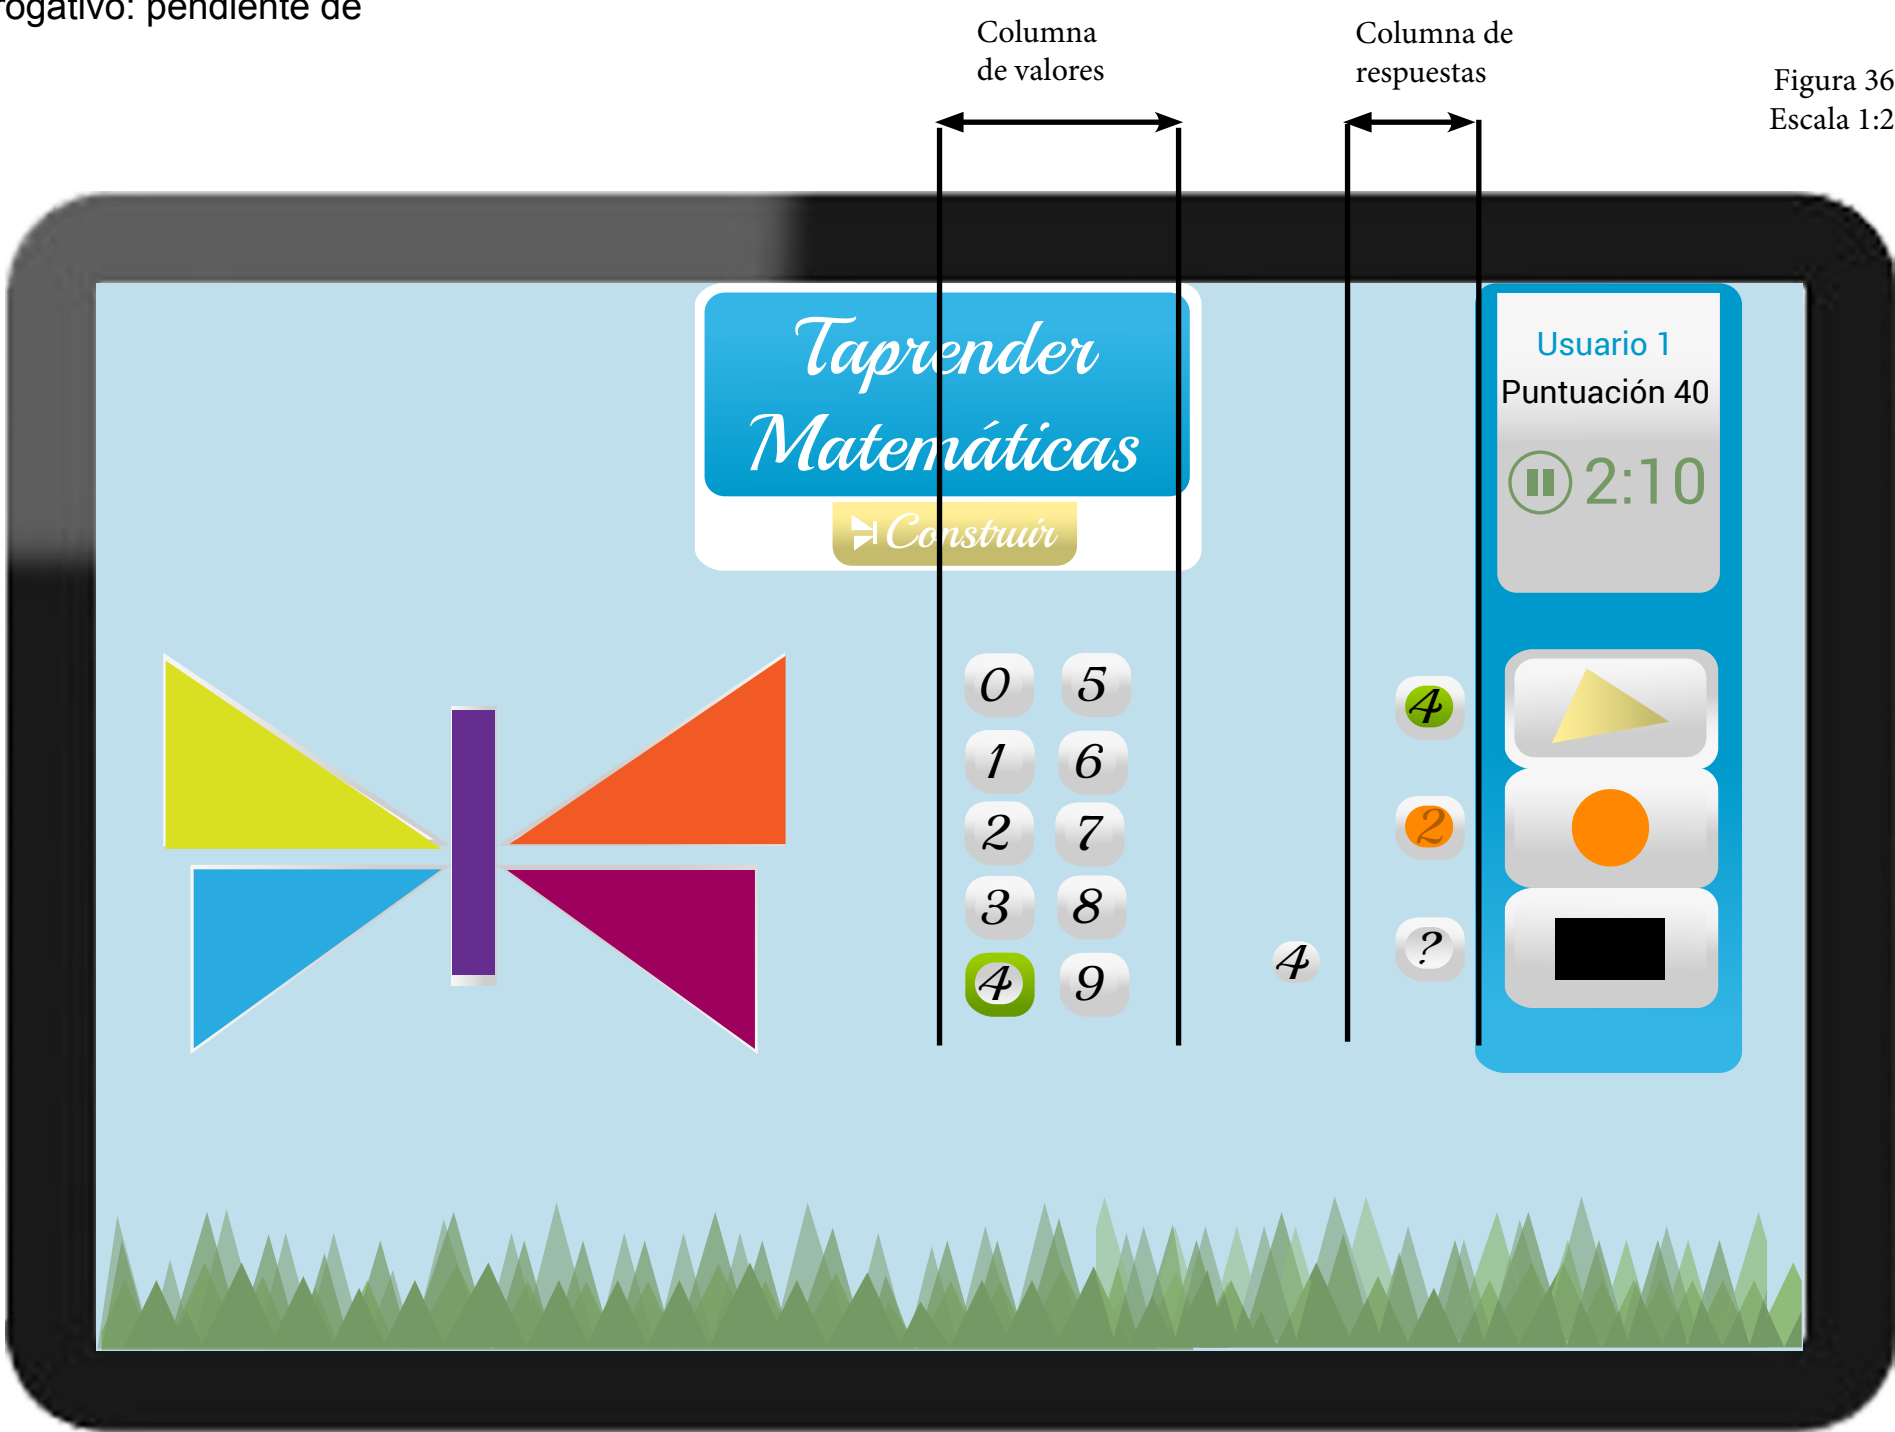 rogativo: pendiente de
Columna
de valores
Columna de
respuestas
Figura 36
Escala 1:2
Taprender
Matemáticas
Construir
Usuario 1
Puntuación 40
2:10
0 5
1 6
2 7
3 8
4 9
4
4
2
?